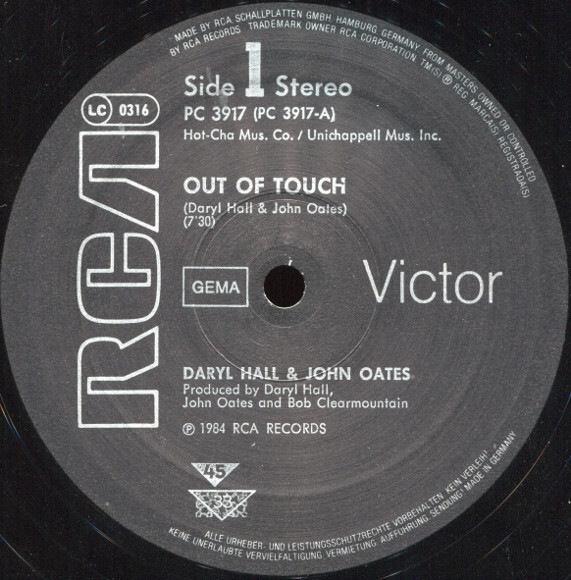 MADE BY RCA SCHALLPLATTEN GMBH, HAMBURG, GERMANY, FROM MASTERS OWNED OR CONTROLLED
BY RCA RECORDS TRADEMARK OWNER RCA CORPORATION. TM(S) ® REG. MARCA(S) REGISTRADA(S)
Side 1 Stereo
LC 0316
PC 3917 (PC 3917-A)
Hot-Cha Mus. Co. / Unichappell Mus. Inc.
OUT OF TOUCH
(Daryl Hall & John Oates)
(7'30)
RCA
GEMA
Victor
DARYL HALL & JOHN OATES
Produced by Daryl Hall,
John Oates and Bob Clearmountain
℗ 1984 RCA RECORDS
45
33
ALLE URHEBER- UND LEISTUNGSSCHUTZRECHTE VORBEHALTEN. KEIN VERLEIH!
KEINE UNERLAUBTE VERVIELFÄLTIGUNG, VERMIETUNG, AUFFÜHRUNG, SENDUNG! MADE IN GERMANY